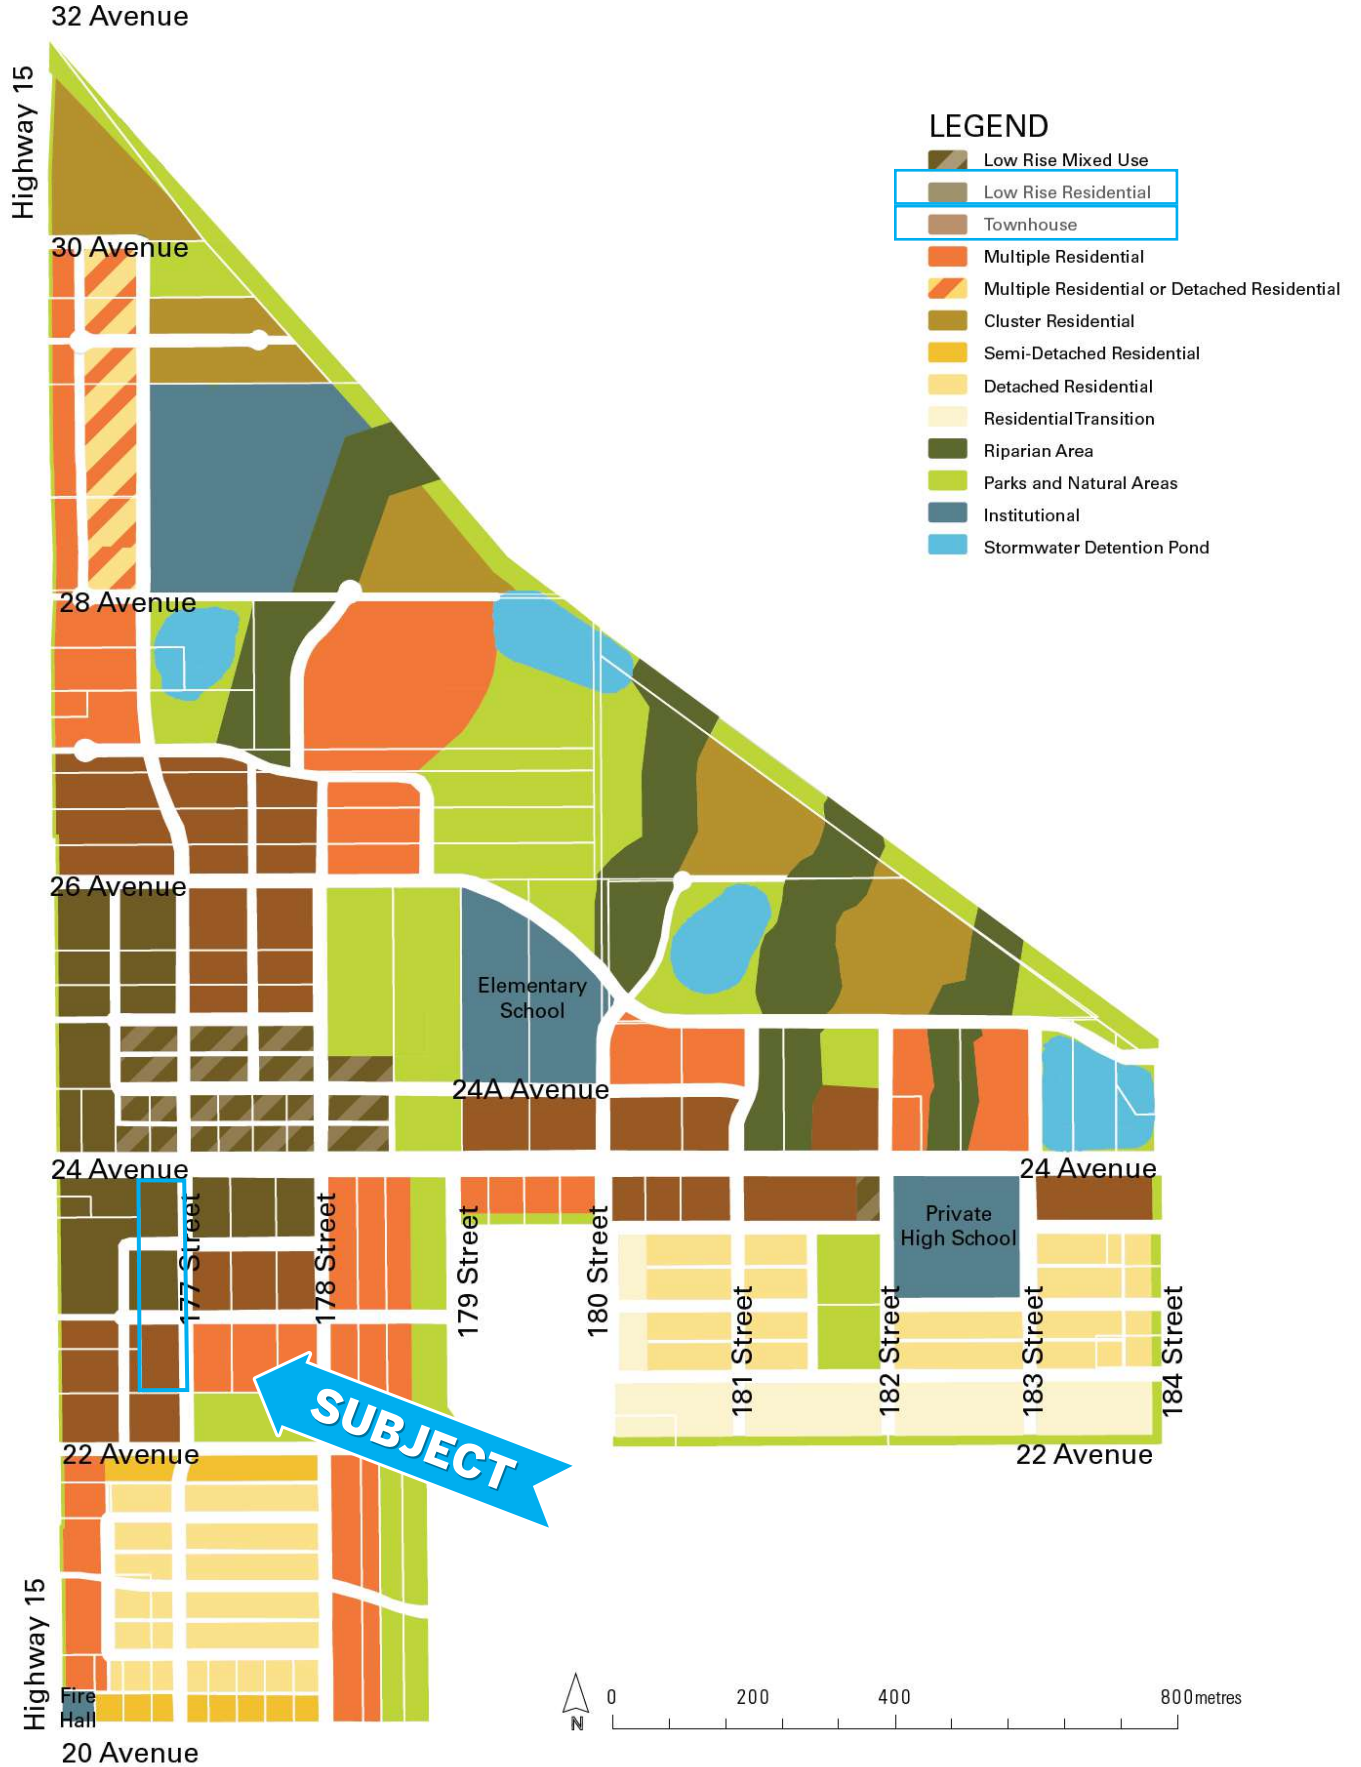 32 Avenue
Highway 15
LEGEND
Low Rise Mixed Use
Low Rise Residential
Townhouse
Multiple Residential
Multiple Residential or Detached Residential
Cluster Residential
Semi-Detached Residential
Detached Residential
Residential Transition
Riparian Area
Parks and Natural Areas
Institutional
Stormwater Detention Pond
30 Avenue
28 Avenue
26 Avenue
Elementary
School
24A Avenue
24 Avenue
24 Avenue
177 Street
178 Street
179 Street
180 Street
Private
High School
181 Street
182 Street
183 Street
184 Street
SUBJECT
22 Avenue
22 Avenue
Highway 15
Fire
Hall
20 Avenue
N
0 200 400 800 metres